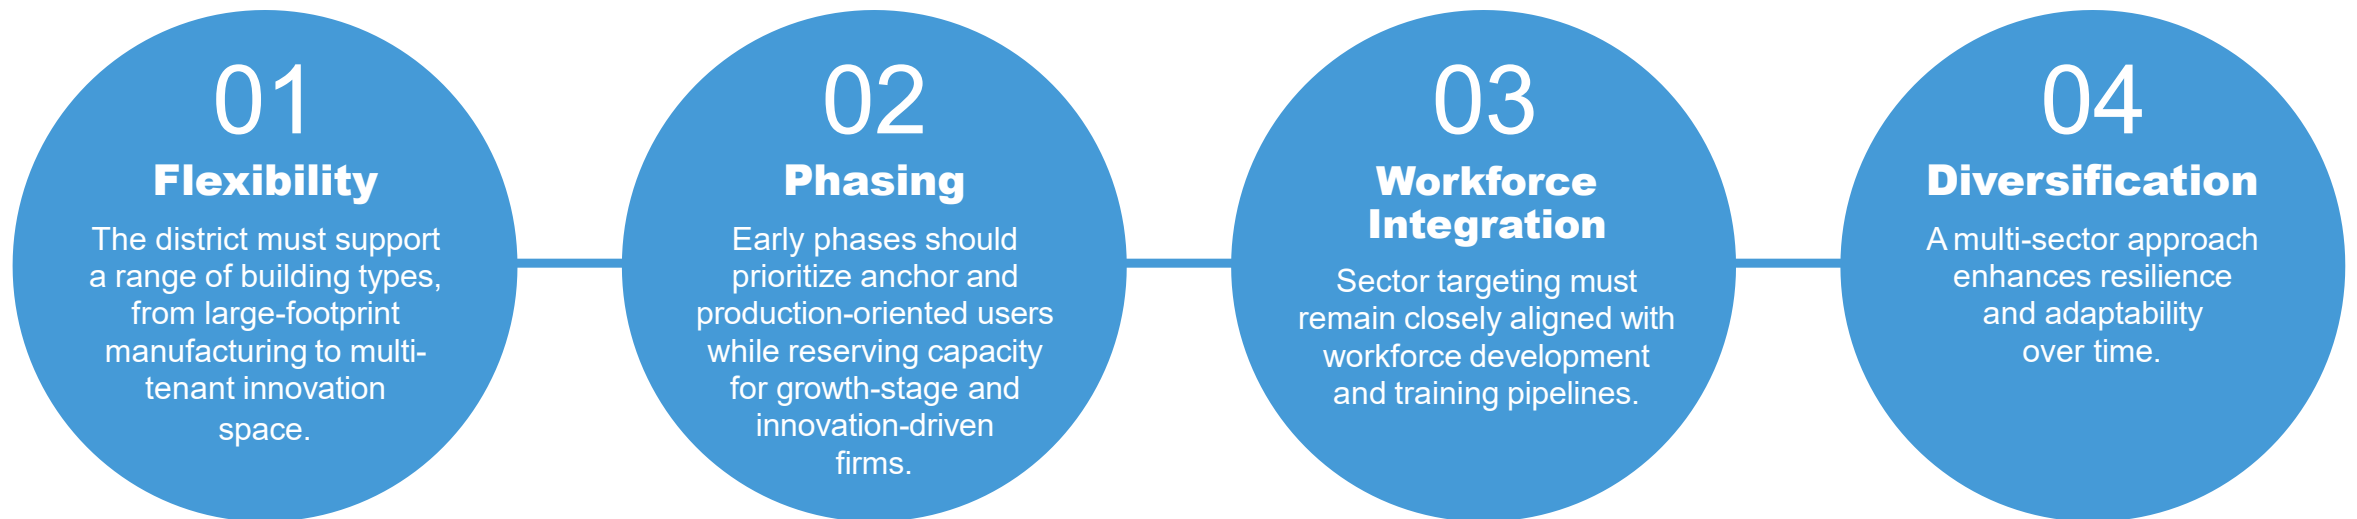 01
Flexibility
The district must support
a range of building types,
from large-footprint
manufacturing to multi-
tenant innovation
space.
02
Phasing
Early phases should
prioritize anchor and
production-oriented users
while reserving capacity
for growth-stage and
innovation-driven
firms.
03
Workforce
Integration
Sector targeting must
remain closely aligned with
workforce development
and training pipelines.
04
Diversification
A multi-sector approach
enhances resilience
and adaptability
over time.